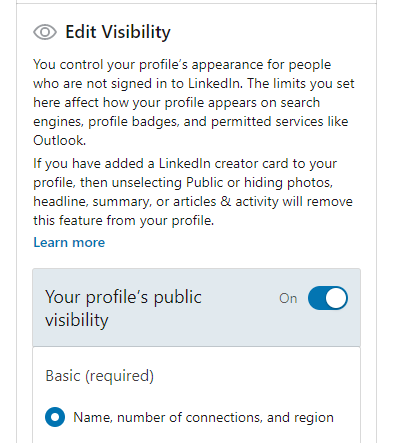 Edit Visibility
You control your profile's appearance for people
who are not signed in to LinkedIn. The limits you set
here affect how your profile appears on search
engines, profile badges, and permitted services like
Outlook.
If you have added a LinkedIn creator card to your
profile, then unselecting Public or hiding photos,
headline, summary, or articles & activity will remove
this feature from your profile.
Learn more
Your profile's public
visibility
On
Basic (required)
Name, number of connections, and region